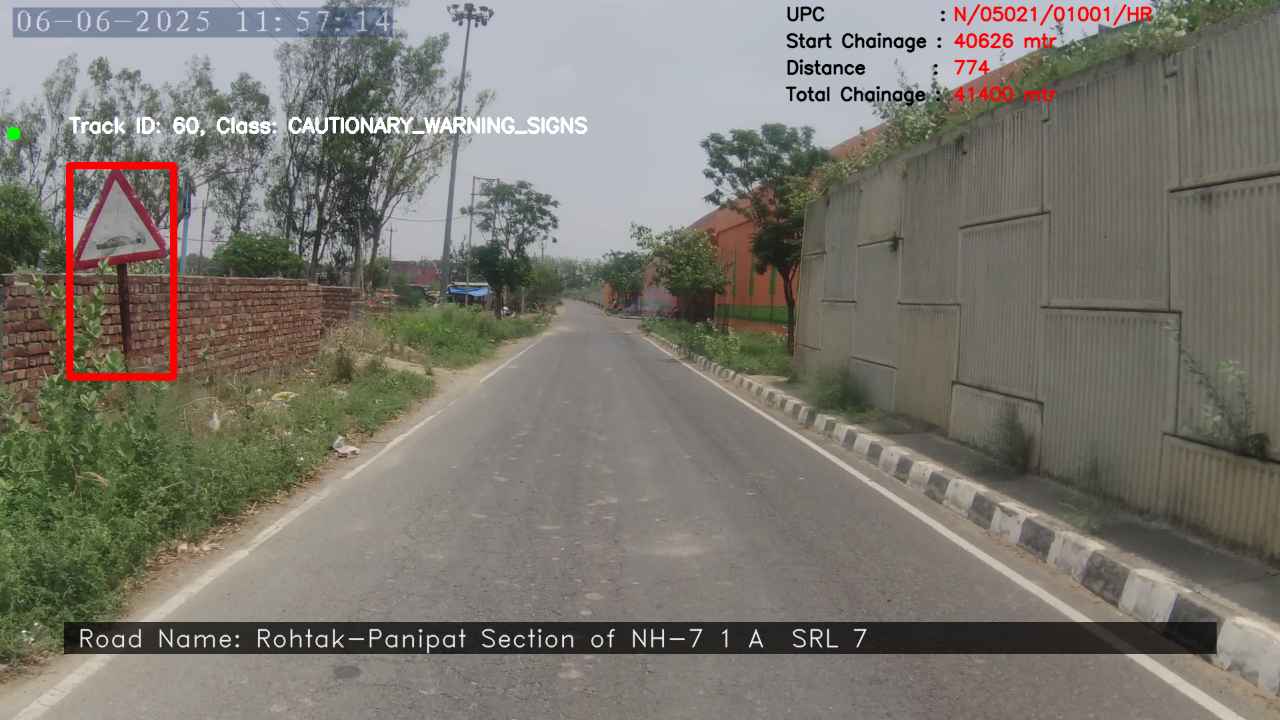 06-06-2025 11:57:14
UPC : N/05021/01001/HR
Start Chainage : 40626 mtr
Distance : 774
Total Chainage : 41400 mtr
Track ID: 60, Class: CAUTIONARY_WARNING_SIGNS
Road Name: Rohtak-Panipat Section of NH-7 1 A SRL 7